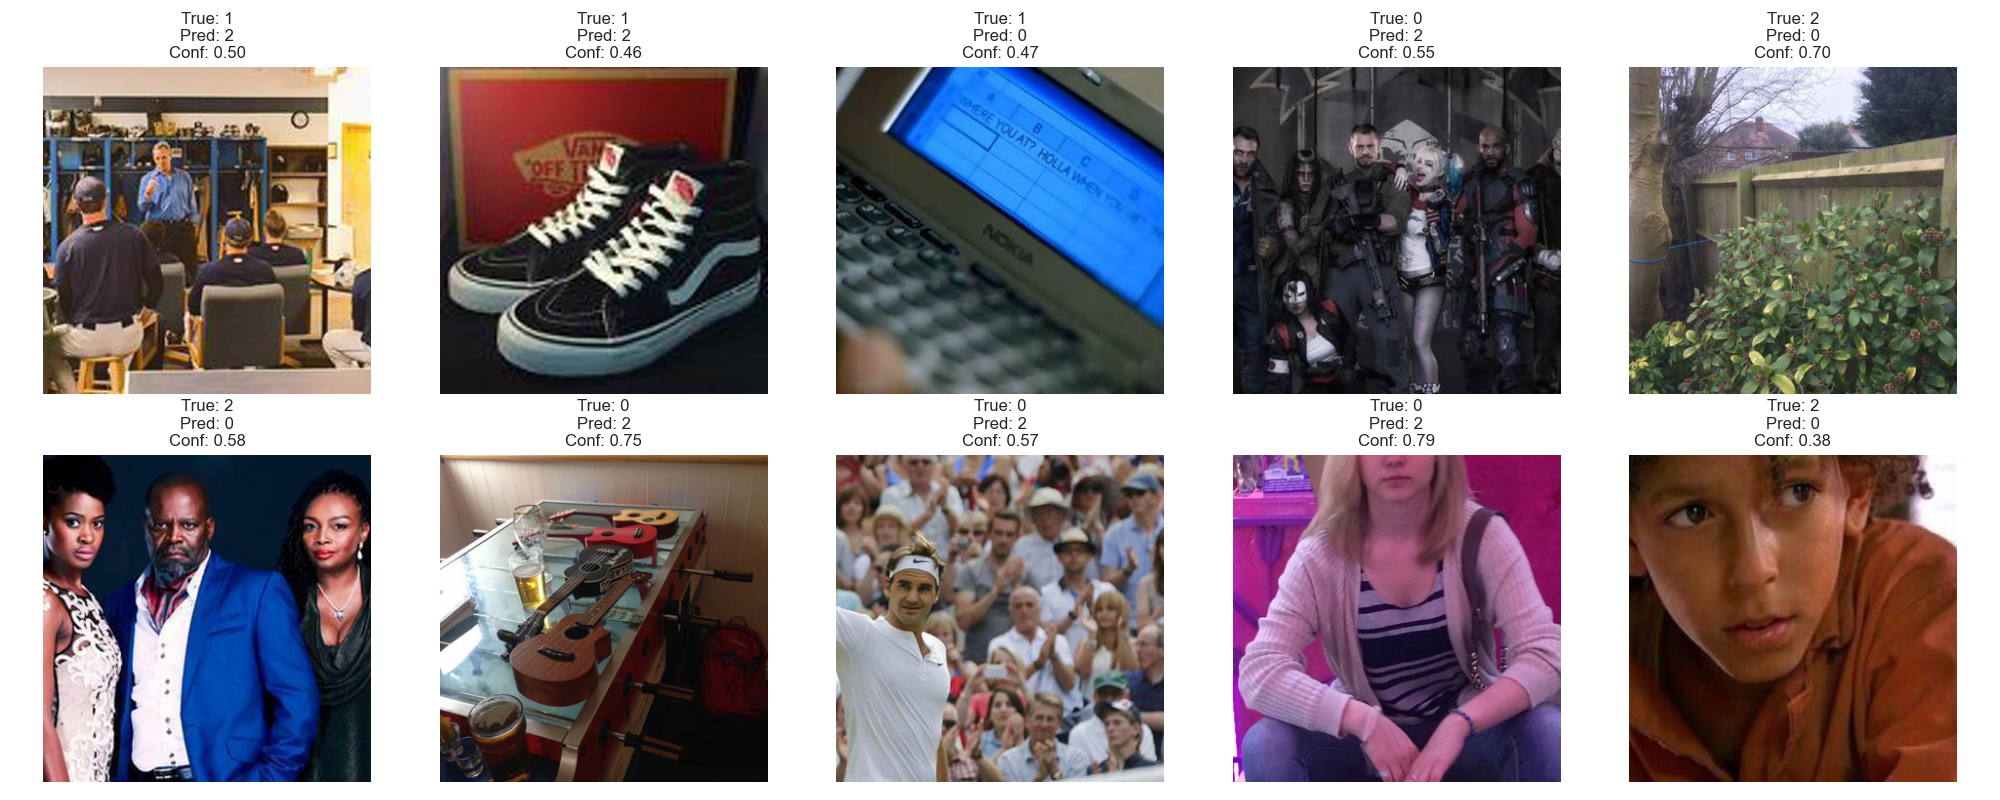 True: 1
Pred: 2
Conf: 0.50
True: 1
Pred: 2
Conf: 0.46
True: 1
Pred: 0
Conf: 0.47
True: 0
Pred: 2
Conf: 0.55
True: 2
Pred: 0
Conf: 0.70
VANS
"OFF THE
A
B
C
WHERE YOU AT? HOLLA WHEN YOU
NOKIA
True: 2
Pred: 0
Conf: 0.58
True: 0
Pred: 2
Conf: 0.75
True: 0
Pred: 2
Conf: 0.57
True: 0
Pred: 2
Conf: 0.79
True: 2
Pred: 0
Conf: 0.38